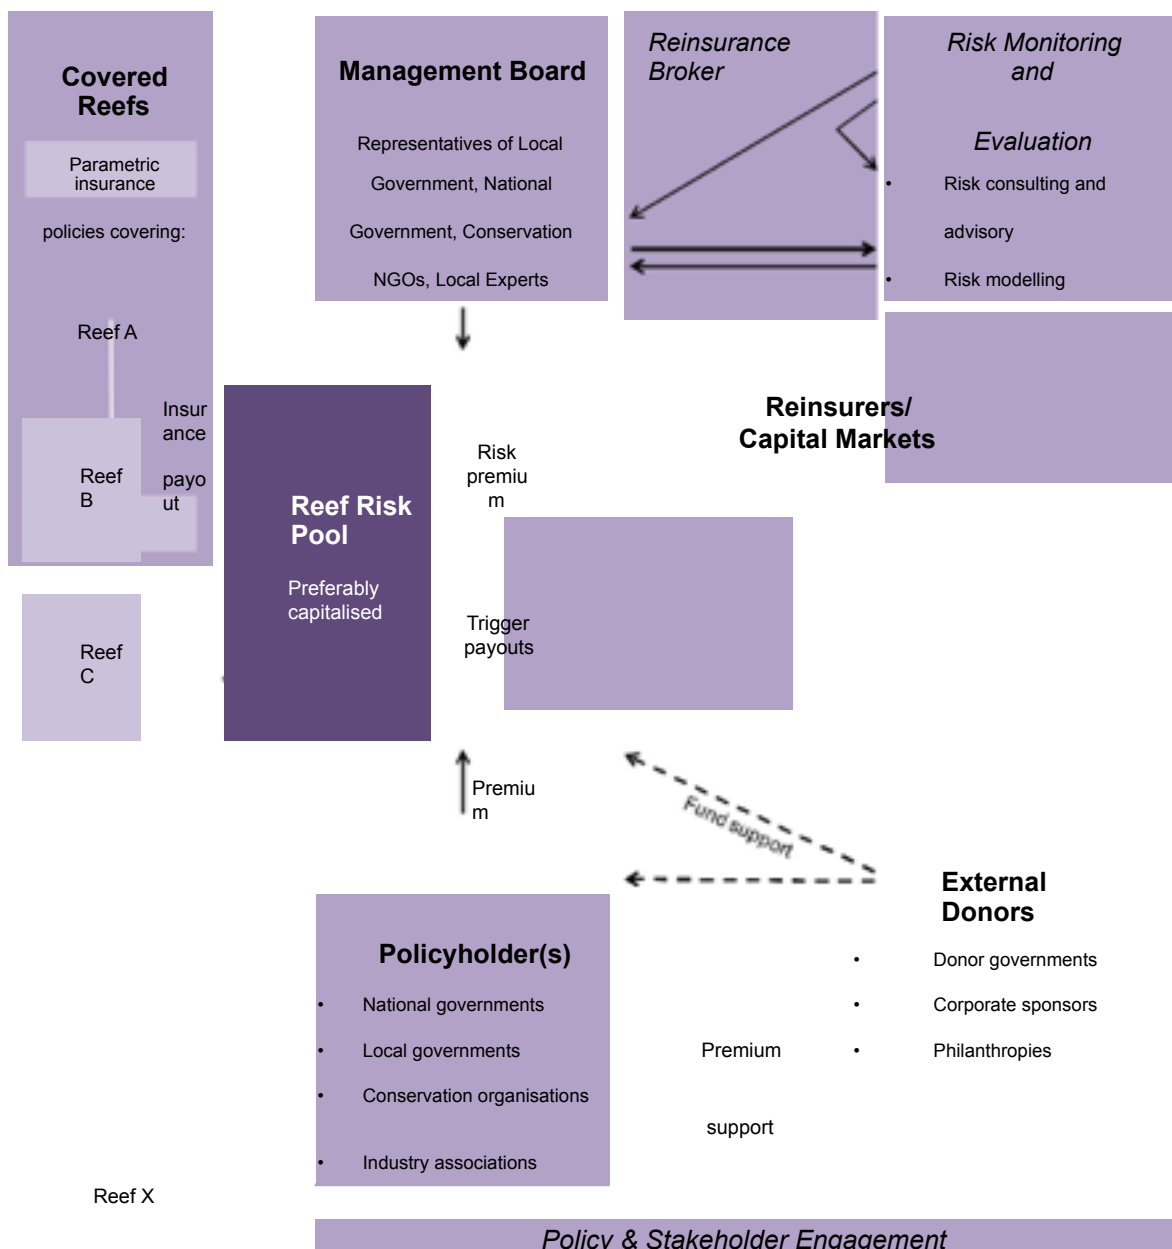 Covered
Reefs
Parametric
insurance
policies covering:
Reef A
Insur
ance
payo
ut
Reef
B
Reef
C
Reef X
Management Board
Representatives of Local
Government, National
Government, Conservation
NGOs, Local Experts
Reinsurance
Broker
Risk Monitoring
and
Evaluation
• Risk consulting and
advisory
• Risk modelling
Reinsurers/
Capital Markets
Reef Risk
Pool
Preferably
capitalised
Risk
premiu
m
Trigger
payouts
Premiu
m
Fund support
External
Donors
• Donor governments
• Corporate sponsors
• Philanthropies
Policyholder(s)
• National governments
• Local governments
• Conservation organisations
• Industry associations
Premium
support
Policy & Stakeholder Engagement